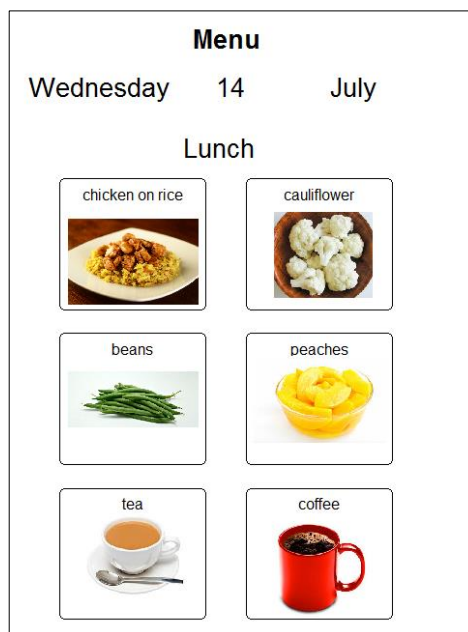 Menu
Wednesday 14 July
Lunch
chicken on rice
cauliflower
beans
peaches
tea
coffee